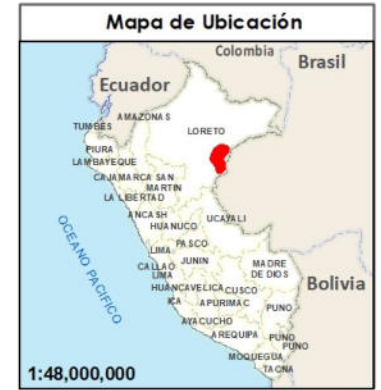 Mapa de Ubicación
Colombia
Brasil
Ecuador
AMAZONAS
TUMBES
LORETO
PIURA
LAMBAYEQUE
CAJAMARCA SAN
MARTIN
LA LIBERTAD
ANCASH
UCAYALI
HUANUCO
OCEANO PACIFICO
PASCO
LIMA
JUNIN
MADRE
DE DIOS
CALLAO
LIMA
Bolivia
HUANCAVELICA CUSCO
ICA
APURIMAC
PUNO
AYACUCHO
AREQUIPA
PUNO
PUNO
MOQUEGUA
TACNA
1:48,000,000